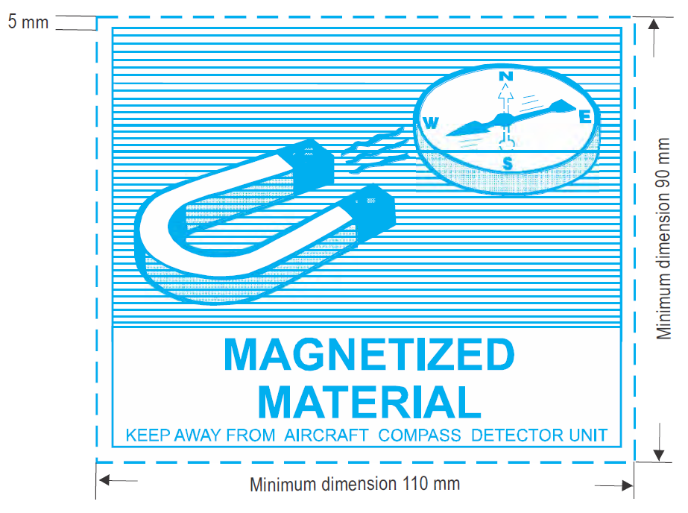 5 mm
N
W
E
S
Minimum dimension 90 mm
MAGNETIZED
MATERIAL
KEEP AWAY FROM AIRCRAFT COMPASS DETECTOR UNIT
Minimum dimension 110 mm